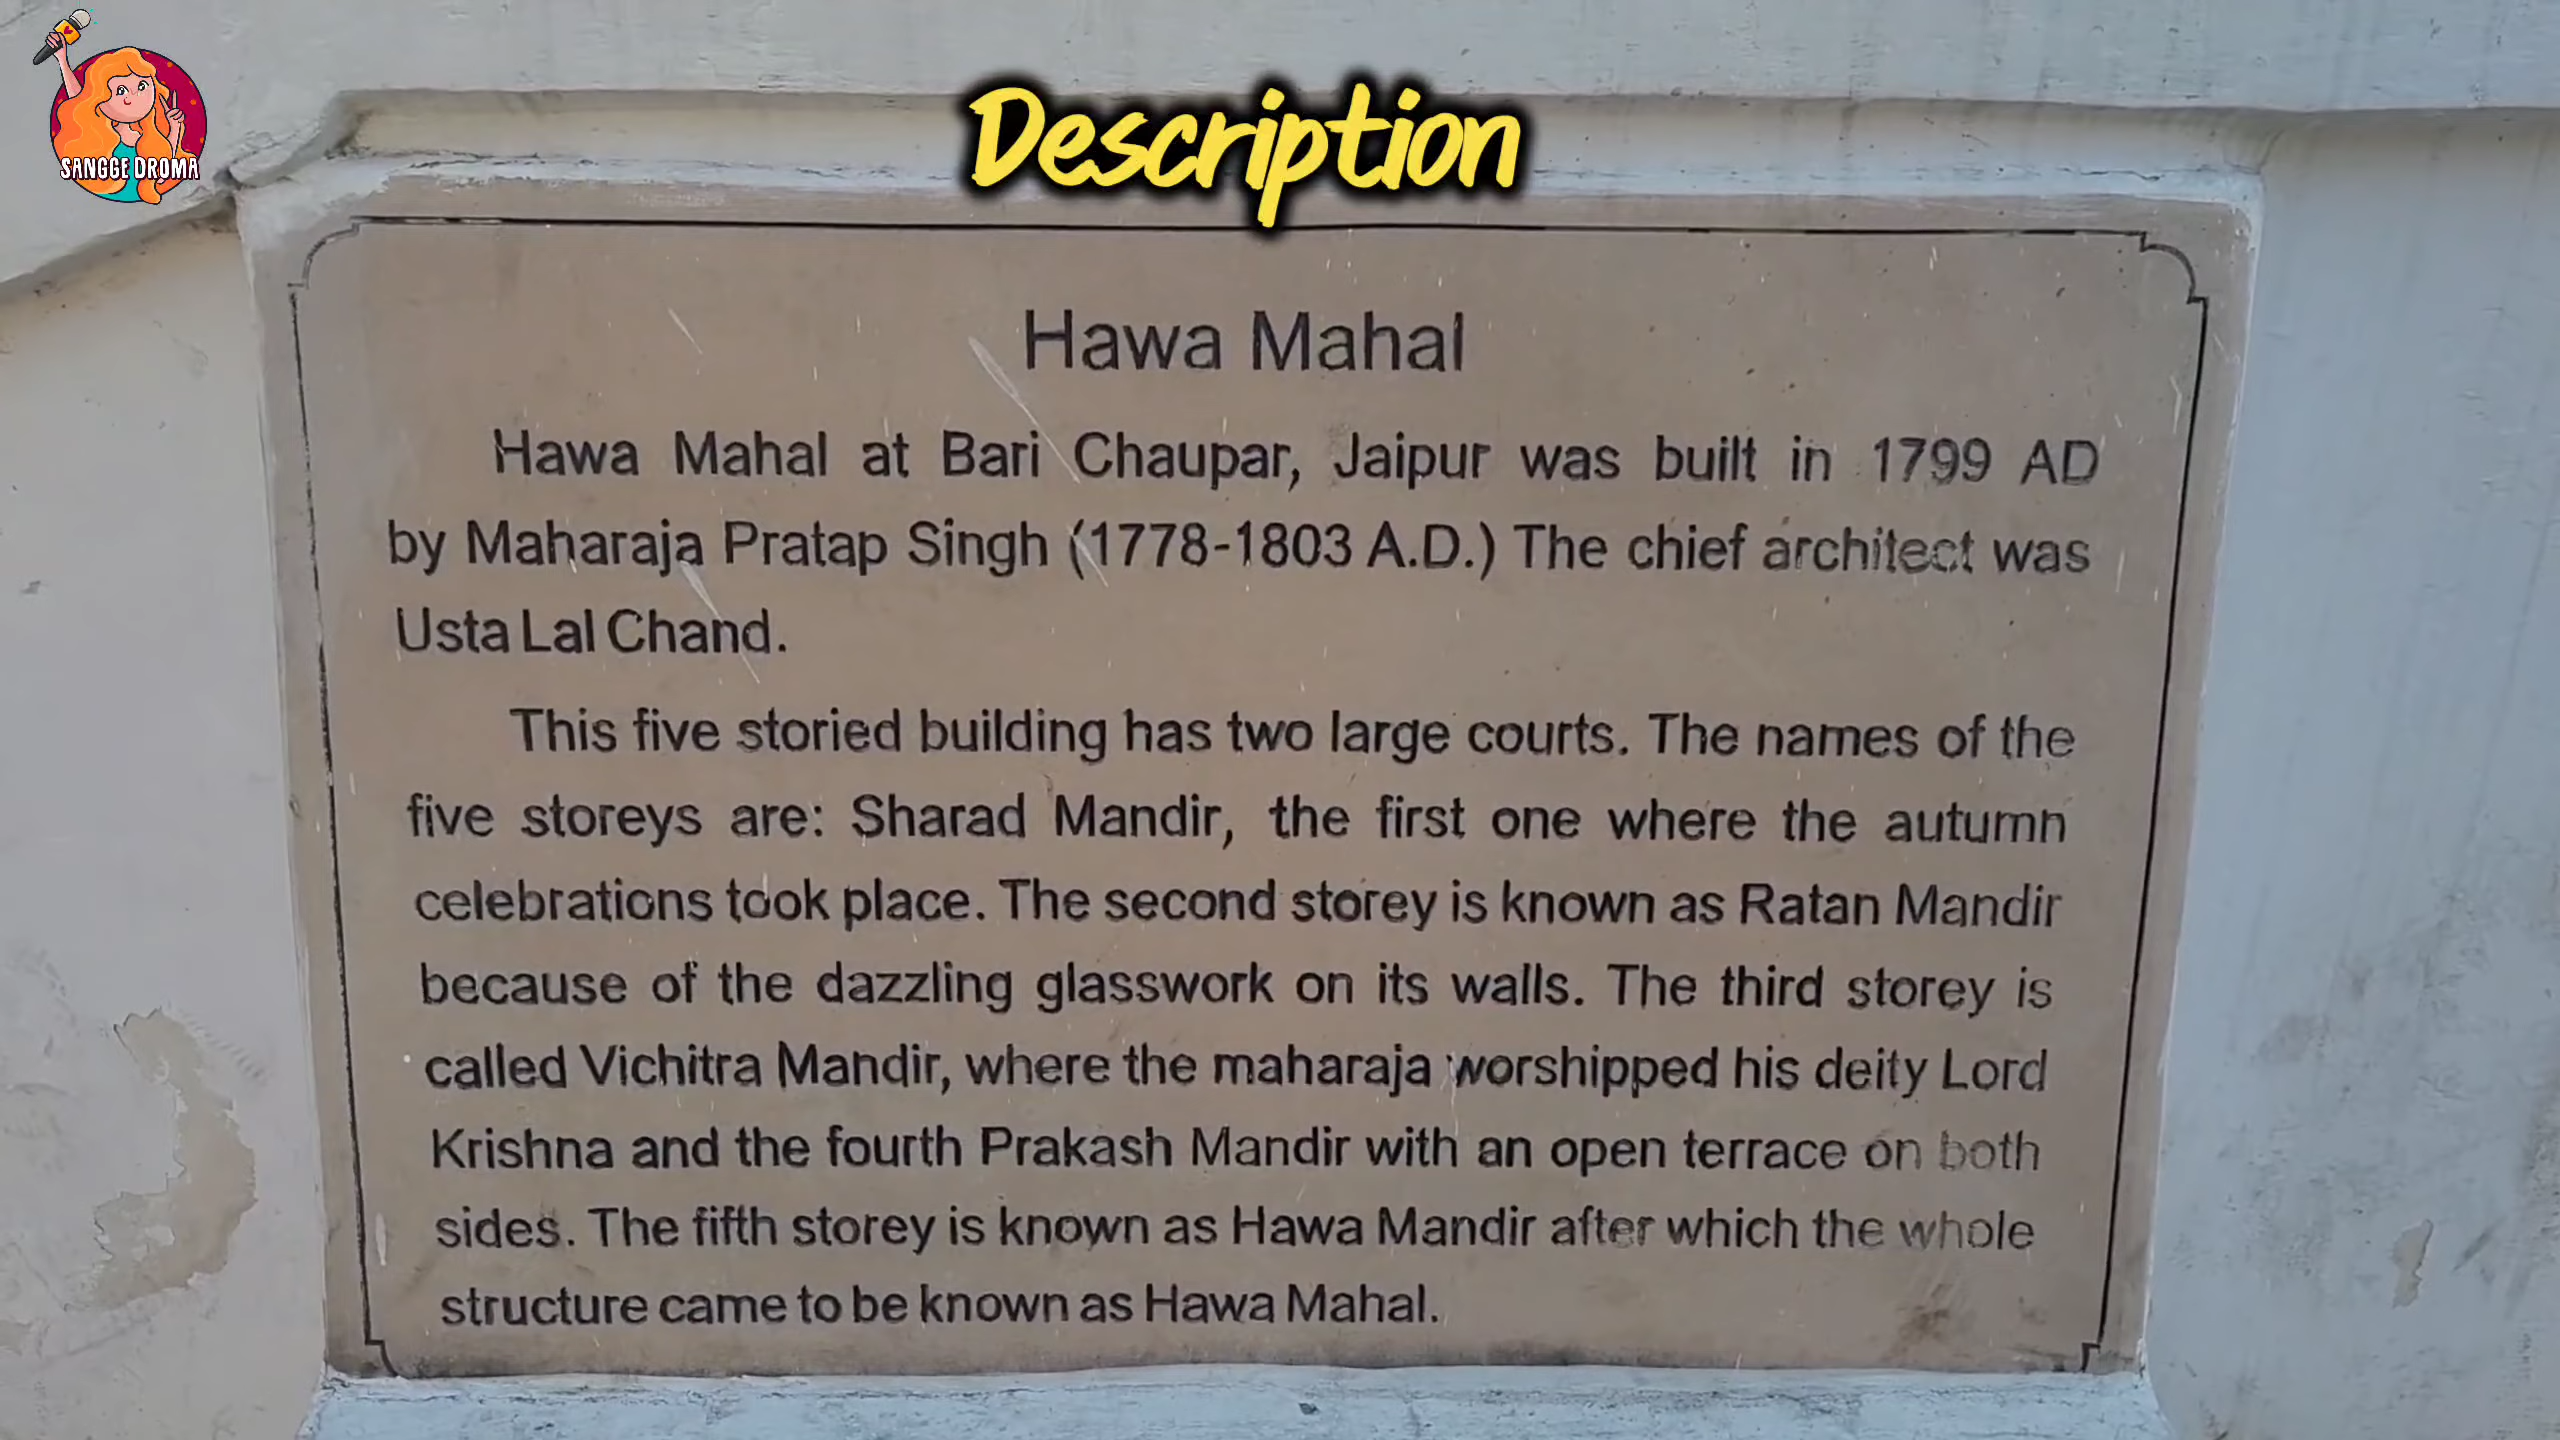 SANGGE DROMA
Description
Hawa Mahal
Hawa Mahal at Bari Chaupar, Jaipur was built in 1799 AD
by Maharaja Pratap Singh (1778-1803 A.D.) The chief architect was
Usta Lal Chand.
This five storied building has two large courts. The names of the
five storeys are: Sharad Mandir, the first one where the autumn
celebrations took place. The second storey is known as Ratan Mandir
because of the dazzling glasswork on its walls. The third storey is
called Vichitra Mandir, where the maharaja worshipped his deity Lord
Krishna and the fourth Prakash Mandir with an open terrace on both
sides. The fifth storey is known as Hawa Mandir after which the whole
structure came to be known as Hawa Mahal.